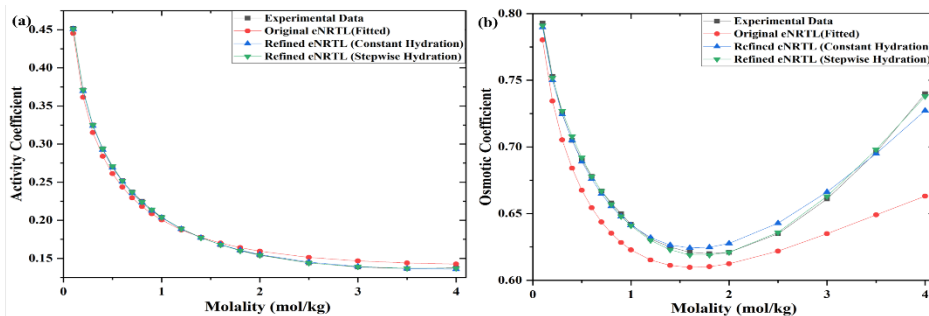 (a)
Experimental Data
Original eNRTL(Fitted)
Refined eNRTL (Constant Hydration)
Refined eNRTL (Stepwise Hydration)
Activity Coefficient
0.45
0.40
0.35
0.30
0.25
0.20
0.15
0 1 2 3 4
Molality (mol/kg)
(b)
Experimental Data
Original eNRTL(Fitted)
Refined eNRTL (Constant Hydration)
Refined eNRTL (Stepwise Hydration)
Osmotic Coefficient
0.80
0.75
0.70
0.65
0.60
0 1 2 3 4
Molality (mol/kg)